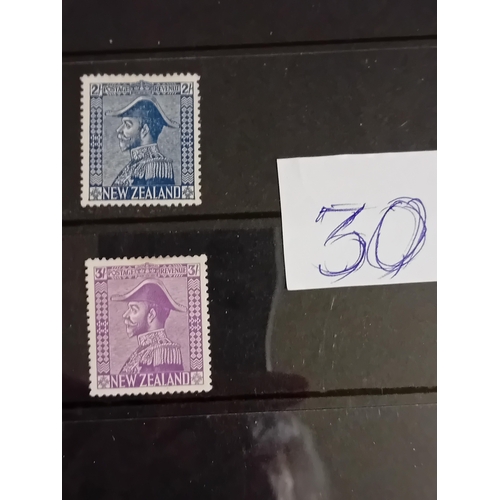 2/- POSTAGE REVENUE 2/-
NEW ZEALAND
30
3/- POSTAGE REVENUE 3/-
NEW ZEALAND